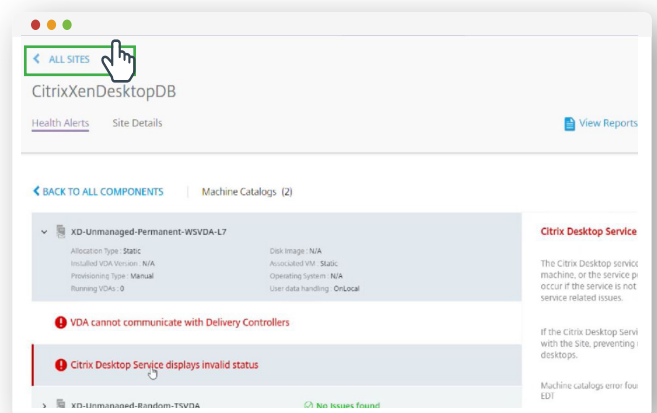 ALL SITES
CitrixXenDesktopDB
Health Alerts Site Details View Reports
BACK TO ALL COMPONENTS Machine Catalogs (2)
XD-Unmanaged-Permanent-WSVDA-L7
Allocation Type : Static Disk Image : N/A
Installed VDA Version : N/A Associated VM : Static
Provisioning Type : Manual Operating System : N/A
Running VDAs : 0 User data handling : OnLocal
VDA cannot communicate with Delivery Controllers
Citrix Desktop Service displays invalid status
XD-Unmanaged-Random-TSVDA No Issues found
Citrix Desktop Service
The Citrix Desktop service
machine, or the service
occur if the service is not
service related issues.
If the Citrix Desktop
with the Site, preventing
desktops.
Machine catalogs error
EDT